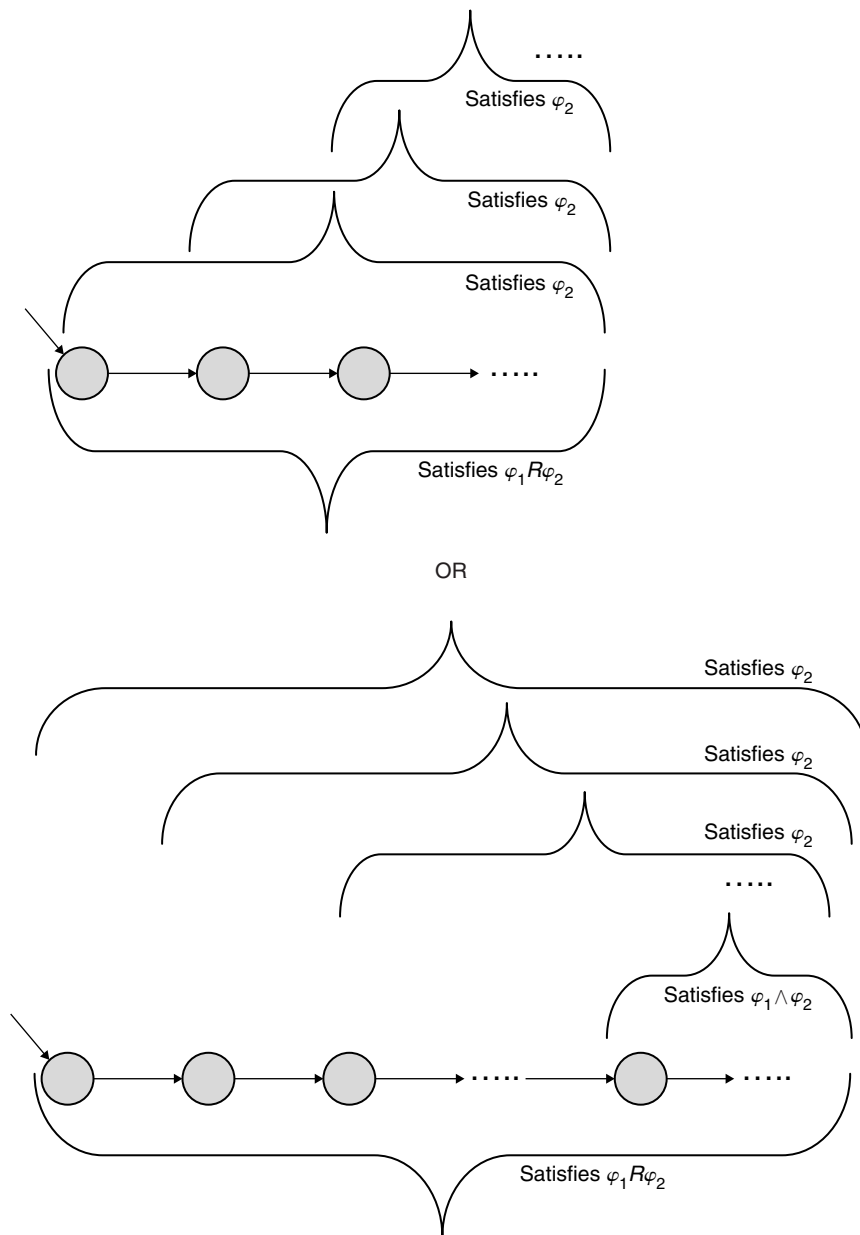 .....
Satisfies φ₂
Satisfies φ₂
Satisfies φ₂
.....
Satisfies φ₁Rφ₂
OR
Satisfies φ₂
Satisfies φ₂
Satisfies φ₂
.....
Satisfies φ₁∧φ₂
..... .....
Satisfies φ₁Rφ₂